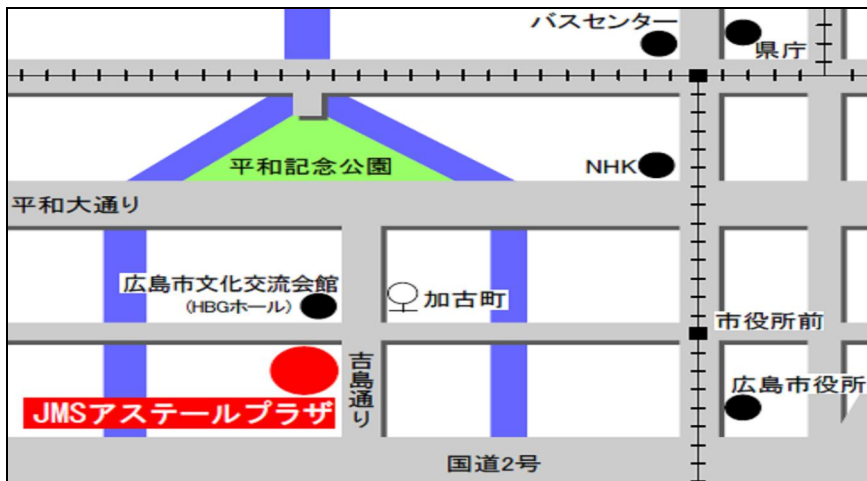 バスセンター
県庁
平和記念公園
NHK
平和大通り
広島市文化交流会館
(HBGホール)
加古町
市役所前
吉島通り
広島市役所
JMSアステールプラザ
国道2号